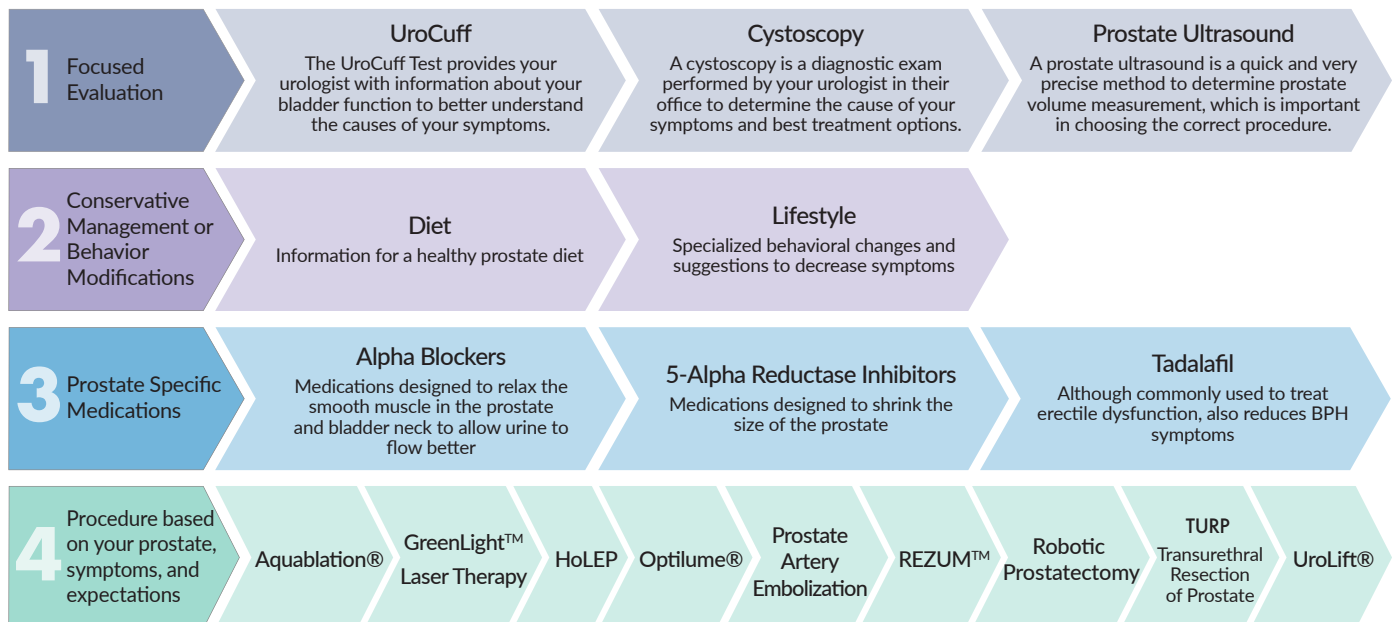 1
Focused
Evaluation
UroCuff
The UroCuff Test provides your
urologist with information about your
bladder function to better understand
the causes of your symptoms.
Cystoscopy
A cystoscopy is a diagnostic exam
performed by your urologist in their
office to determine the cause of your
symptoms and best treatment options.
Prostate Ultrasound
A prostate ultrasound is a quick and very
precise method to determine prostate
volume measurement, which is important
in choosing the correct procedure.
2
Conservative
Management or
Behavior
Modifications
Diet
Information for a healthy prostate diet
Lifestyle
Specialized behavioral changes and
suggestions to decrease symptoms
3
Prostate Specific
Medications
Alpha Blockers
Medications designed to relax the
smooth muscle in the prostate
and bladder neck to allow urine to
flow better
5-Alpha Reductase Inhibitors
Medications designed to shrink the
size of the prostate
Tadalafil
Although commonly used to treat
erectile dysfunction, also reduces BPH
symptoms
4
Procedure based
on your prostate,
symptoms, and
expectations
Aquablation®
GreenLight™
Laser Therapy
HoLEP
Optilume®
Prostate
Artery
Embolization
REZUM™
Robotic
Prostatectomy
TURP
Transurethral
Resection
of Prostate
UroLift®